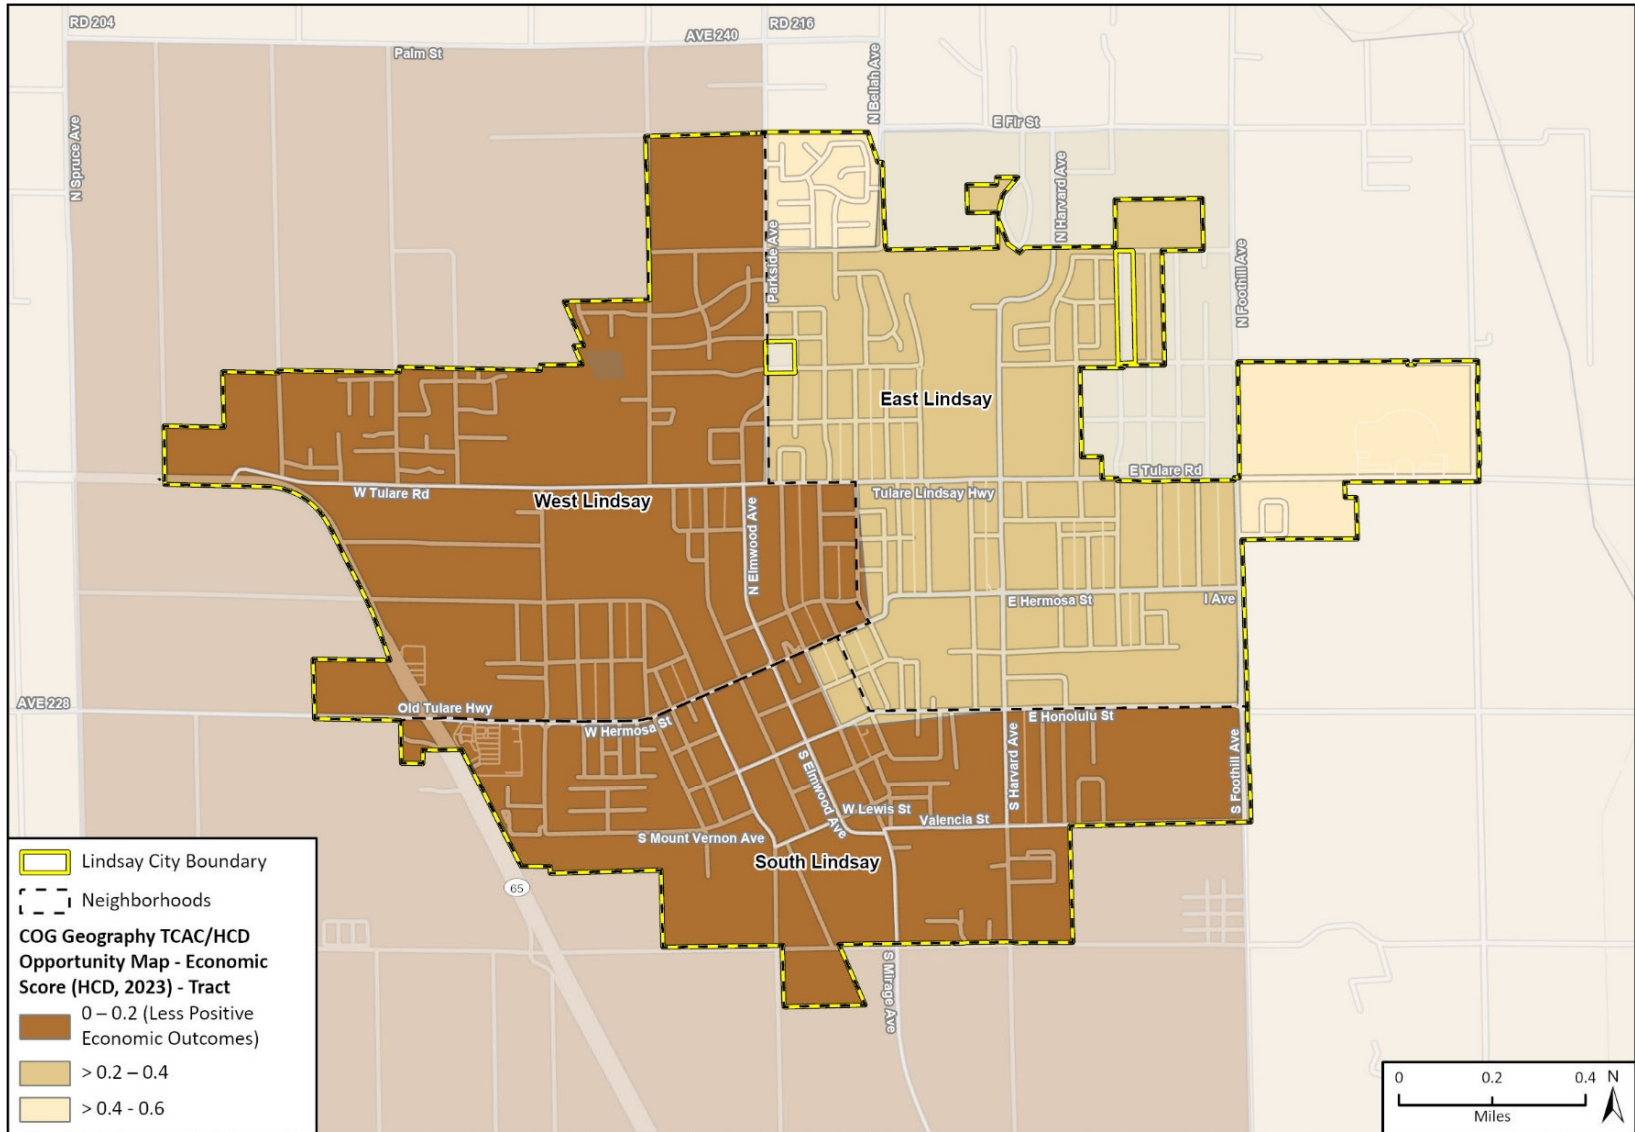 RD 204
RD 216
AVE 240
Palm St
N Bellah Ave
E Fir St
N Spruce Ave
N Harvard Ave
Parkside Ave
N Foothill Ave
East Lindsay
E Tulare Rd
W Tulare Rd
West Lindsay
Tulare Lindsay Hwy
N Elmwood Ave
E Hermosa St
I Ave
AVE 228
Old Tulare Hwy
W Hermosa St
E Honolulu St
S Elmwood Ave
S Harvard Ave
S Foothill Ave
W Lewis St
Valencia St
S Mount Vernon Ave
South Lindsay
65
S Mirage Ave
Lindsay City Boundary
Neighborhoods
COG Geography TCAC/HCD
Opportunity Map - Economic
Score (HCD, 2023) - Tract
0 – 0.2 (Less Positive
Economic Outcomes)
> 0.2 – 0.4
> 0.4 - 0.6
0 0.2 0.4 N
Miles